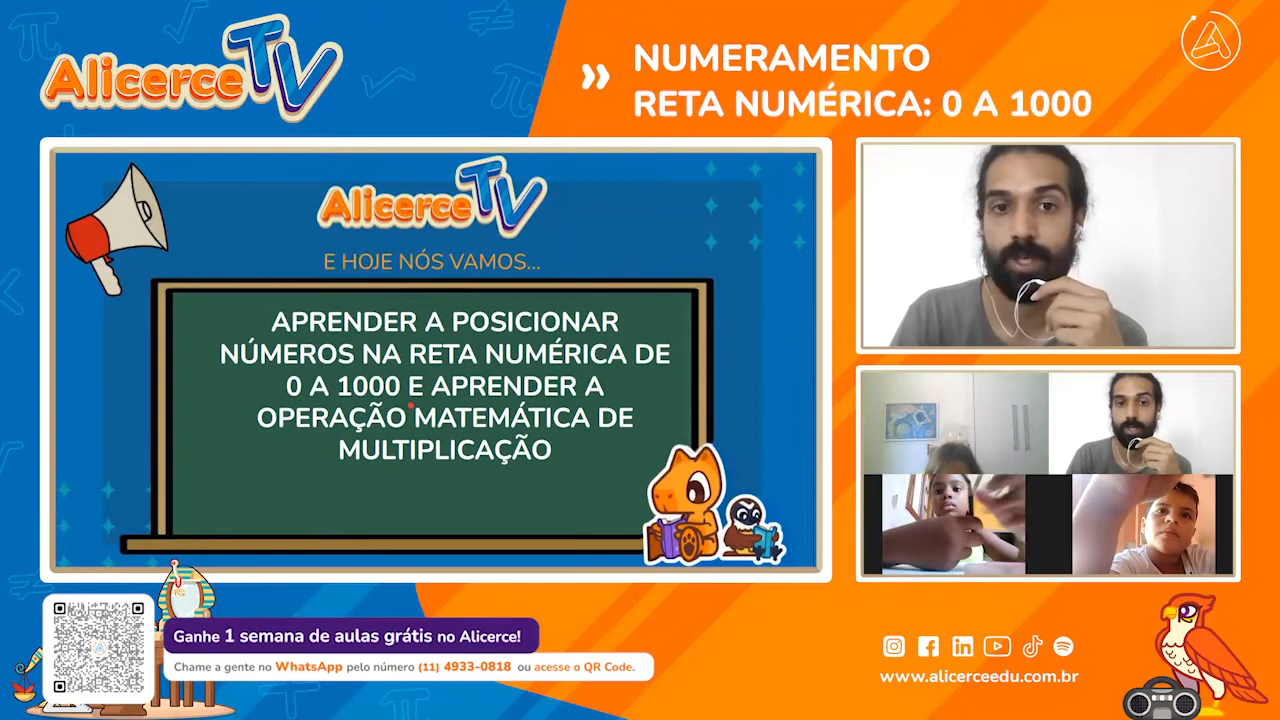 Alicerce TV
NUMERAMENTO
RETA NUMÉRICA: 0 A 1000
Alicerce TV
E HOJE NÓS VAMOS...
APRENDER A POSICIONAR
NÚMEROS NA RETA NUMÉRICA DE
0 A 1000 E APRENDER A
OPERAÇÃO MATEMÁTICA DE
MULTIPLICAÇÃO
Ganhe 1 semana de aulas grátis no Alicerce!
Chame a gente no WhatsApp pelo número (11) 4933-0818 ou acesse o QR Code.
www.alicerceedu.com.br